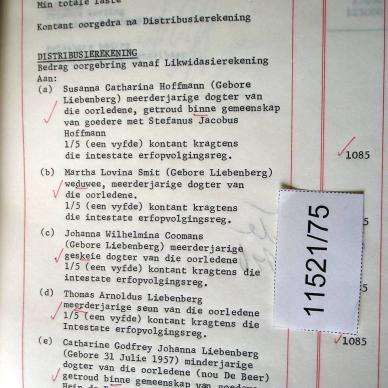 Min totale laste
Kontant oorgedra na Distribusierekening
DISTRIBUSIEREKENING
Bedrag oorgebring vanaf Likwidasierekening
Aan:
(a) Susanna Catharina Hoffmann (Gebore
Liebenberg) meerderjarige dogter van
die oorledene, getroud binne gemeenskap
van goedere met Stefanus Jacobus
Hoffmann
1/5 (een vyfde) kontant kragtens
die intestate erfopvolgingsreg.
1085
(b) Martha Lovina Smit (Gebore Liebenberg)
weduwee, meerderjarige dogter van
die oorledene.
1/5 (een vyfde) kontant kragtens
die intestate erfopvolgingsreg.
(c) Johanna Wilhelmina Coomans
(Gebore Liebenberg) meerderjarige
geskeie dogter van die oorledene
1/5 (een vyfde) kontant kragtens die
intestate erfopvolgingsreg.
11521/75
(d) Thomas Arnoldus Liebenberg
meerderjarige seun van die oorledene
1/5 (een vyfde) kontant kragtens die
Intestate erfopvolgingsreg.
1085
(e) Catharine Godfrey Johanna Liebenberg
(Gebore 31 Julie 1957) minderjarige
dogter van die oorledene (nou De Beer)
getroud binne gemeenskap van